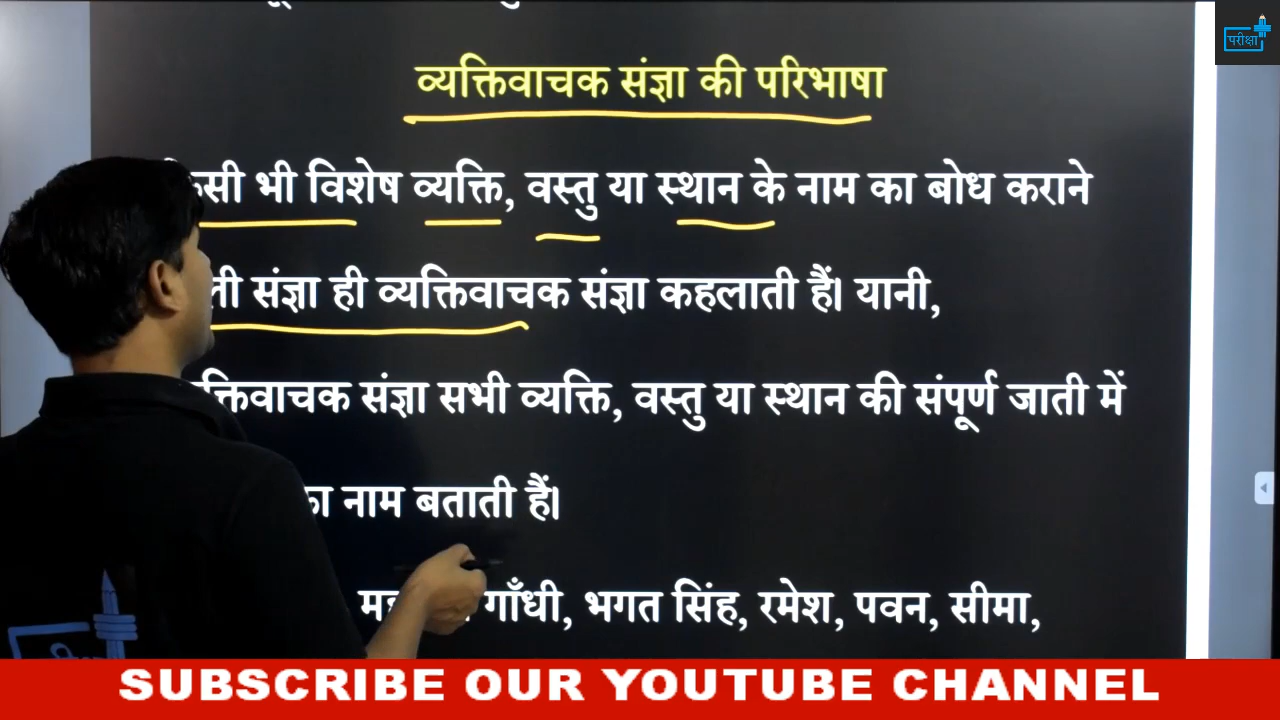 परीक्षा
व्यक्तिवाचक संज्ञा की परिभाषा
भी विशेष व्यक्ति, वस्तु या स्थान के नाम का बोध कराने
संज्ञा ही व्यक्तिवाचक संज्ञा कहलाती हैं। यानी,
संज्ञा सभी व्यक्ति, वस्तु या स्थान की संपूर्ण जाती में
नाम बताती हैं।
गाँधी, भगत सिंह, रमेश, पवन, सीमा,
SUBSCRIBE OUR YOUTUBE CHANNEL